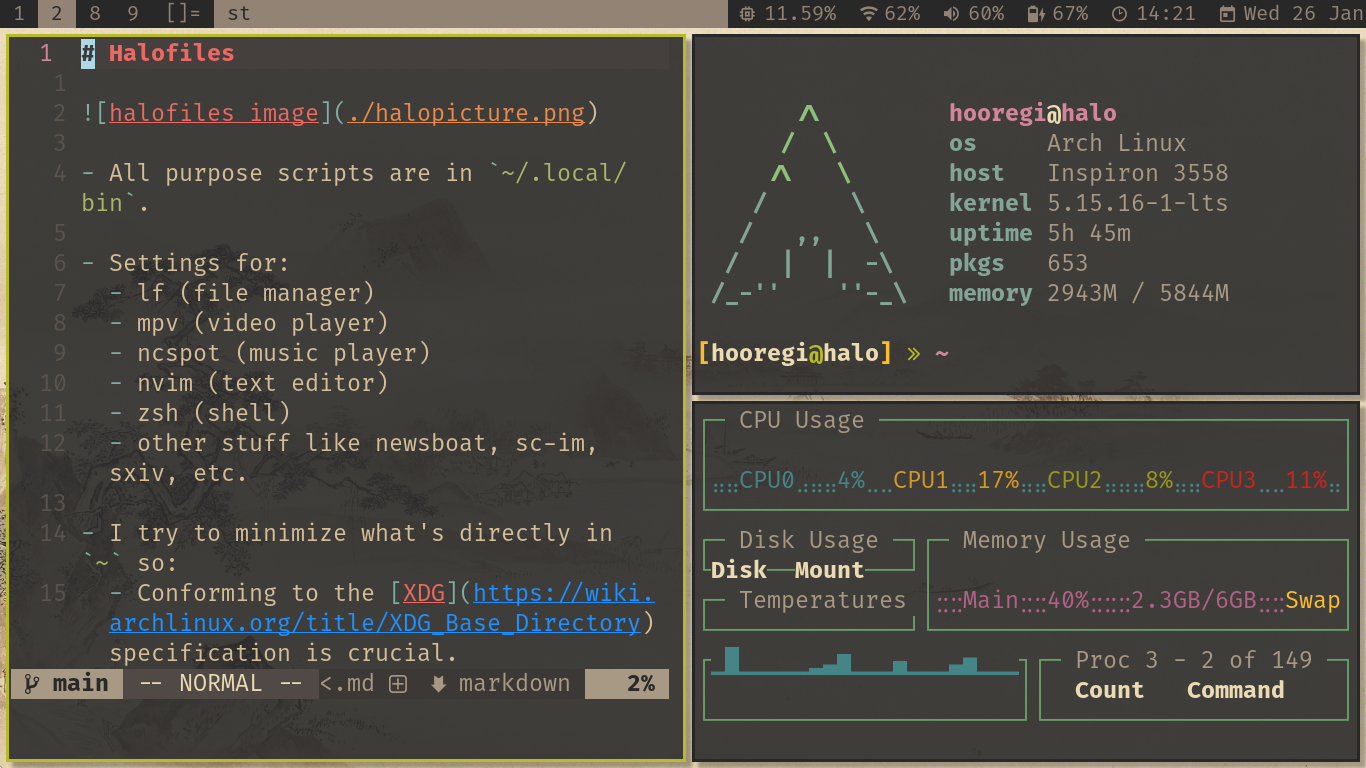 1 2 8 9 []= st 11.59% 62% 60% 67% 14:21 Wed 26 Jan
1 # Halofiles
1
2 ![halofiles image](./halopicture.png)
3
4 - All purpose scripts are in `~/.local/
bin`.
5
6 - Settings for:
7 - lf (file manager)
8 - mpv (video player)
9 - ncspot (music player)
10 - nvim (text editor)
11 - zsh (shell)
12 - other stuff like newsboat, sc-im,
sxiv, etc.
13
14 - I try to minimize what's directly in
`~` so:
15 - Conforming to the [XDG](https://wiki.
archlinux.org/title/XDG_Base_Directory)
specification is crucial.
main -- NORMAL -- <.md markdown 2%
hooregi@halo
os Arch Linux
host Inspiron 3558
kernel 5.15.16-1-lts
uptime 5h 45m
pkgs 653
memory 2943M / 5844M
[hooregi@halo] » ~
CPU Usage
CPU0 4% CPU1 17% CPU2 8% CPU3 11%
Disk Usage
Disk Mount
Temperatures
Memory Usage
Main 40% 2.3GB/6GB Swap
Proc 3 - 2 of 149
Count Command